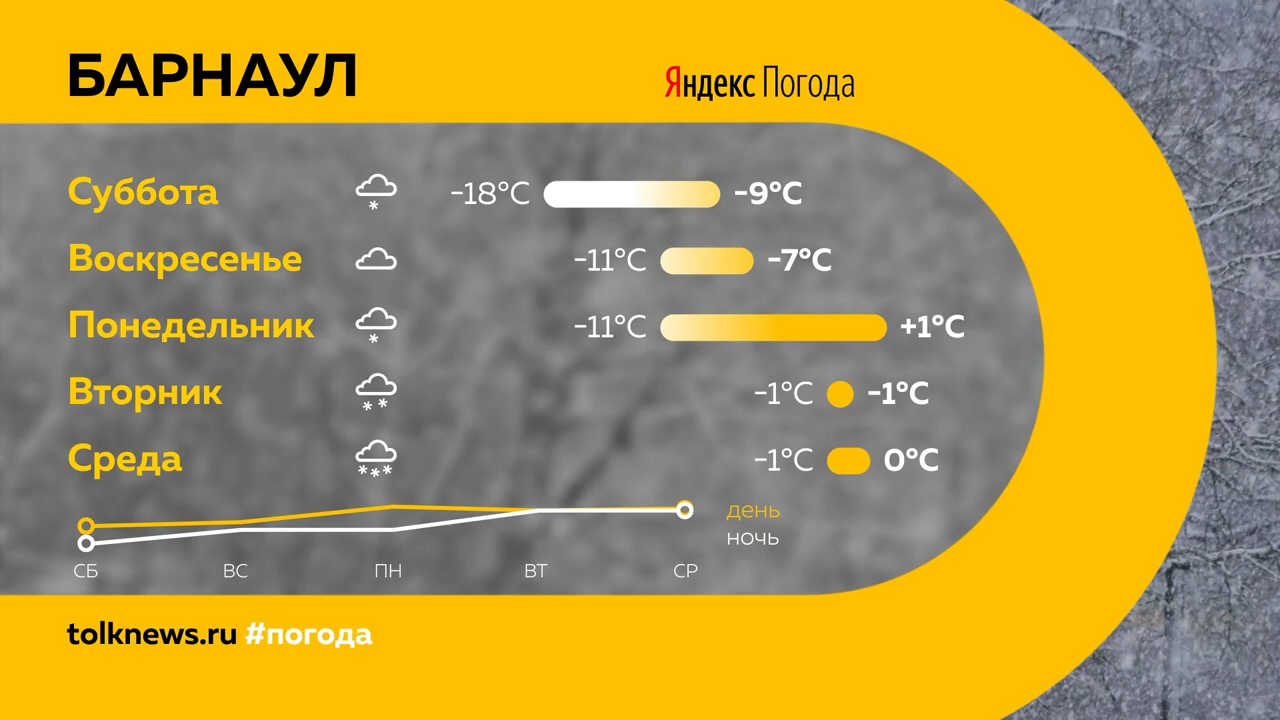 БАРНАУЛ
Яндекс Погода
Суббота -18°C -9°C
Воскресенье -11°C -7°C
Понедельник -11°C +1°C
Вторник -1°C -1°C
Среда -1°C 0°C
день
ночь
СБ ВС ПН ВТ СР
tolknews.ru #погода